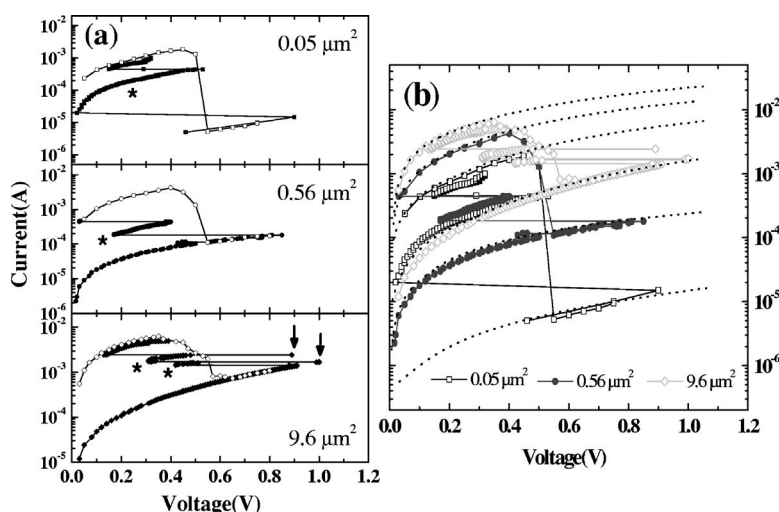 (a)
0.05 μm²
10⁻²
10⁻³
10⁻⁴
10⁻⁵
10⁻⁶
*
0.56 μm²
10⁻²
10⁻³
10⁻⁴
10⁻⁵
10⁻⁶
*
9.6 μm²
10⁻²
10⁻³
10⁻⁴
10⁻⁵
* *
Current(A)
0.0 0.2 0.4 0.6 0.8 1.0 1.2
Voltage(V)
(b)
10⁻²
10⁻³
10⁻⁴
10⁻⁵
10⁻⁶
0.05 μm² 0.56 μm² 9.6 μm²
0.0 0.2 0.4 0.6 0.8 1.0 1.2
Voltage(V)